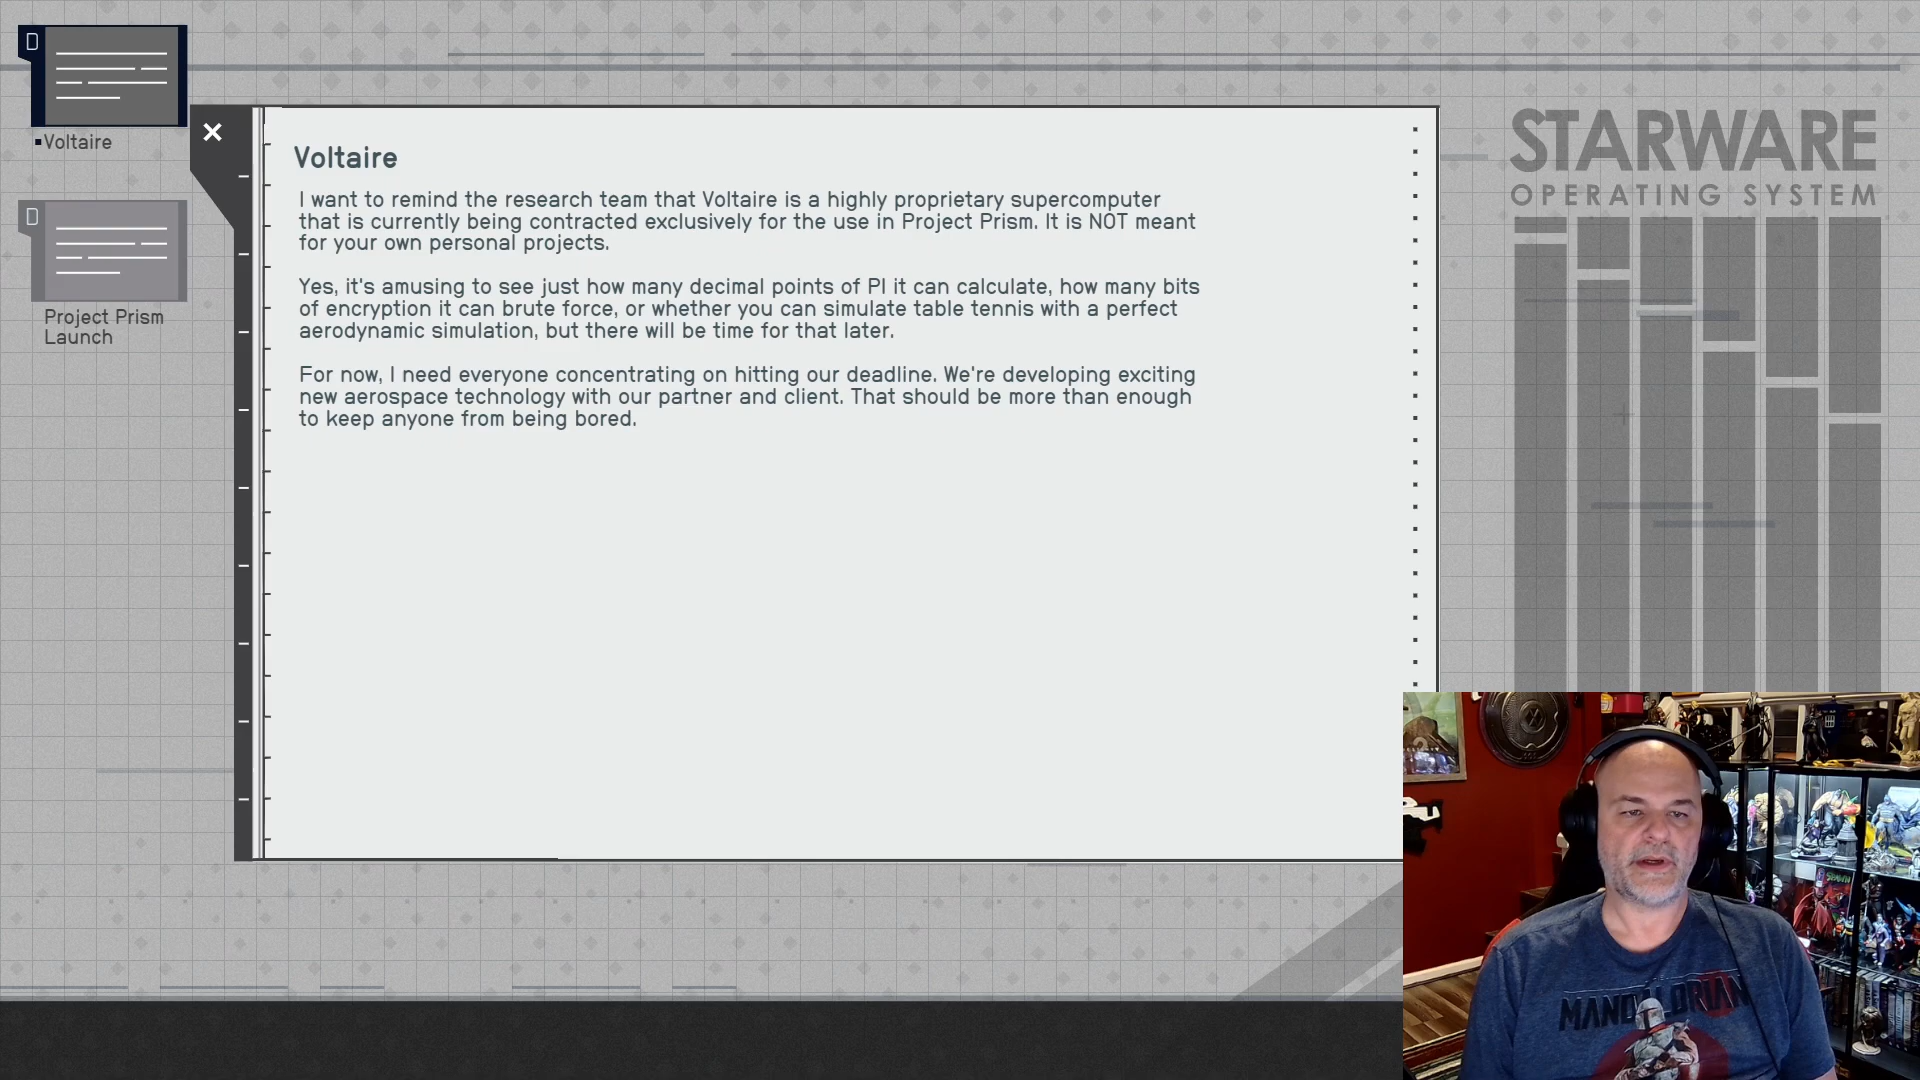 Voltaire
Project Prism
Launch
Voltaire
I want to remind the research team that Voltaire is a highly proprietary supercomputer
that is currently being contracted exclusively for the use in Project Prism. It is NOT meant
for your own personal projects.
Yes, it's amusing to see just how many decimal points of PI it can calculate, how many bits
of encryption it can brute force, or whether you can simulate table tennis with a perfect
aerodynamic simulation, but there will be time for that later.
For now, I need everyone concentrating on hitting our deadline. We're developing exciting
new aerospace technology with our partner and client. That should be more than enough
to keep anyone from being bored.
STARWARE
OPERATING SYSTEM
MANDALORIAN